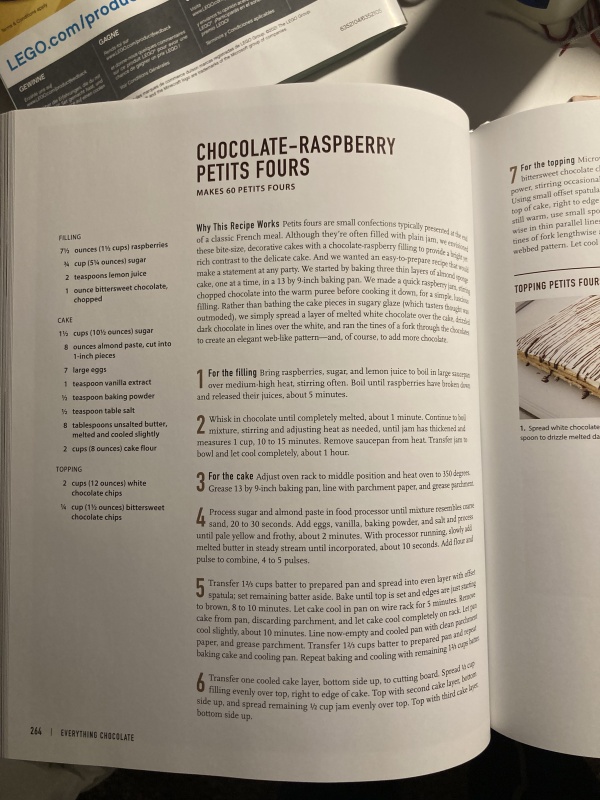 LEGO.com/produc
GAGNE
GEWINNE
CHOCOLATE-RASPBERRY
PETITS FOURS
MAKES 60 PETITS FOURS
FILLING
7½ ounces (1½ cups) raspberries
¾ cup (5¼ ounces) sugar
2 teaspoons lemon juice
1 ounce bittersweet chocolate,
chopped
CAKE
1½ cups (10½ ounces) sugar
8 ounces almond paste, cut into
1-inch pieces
7 large eggs
1 teaspoon vanilla extract
½ teaspoon baking powder
½ teaspoon table salt
8 tablespoons unsalted butter,
melted and cooled slightly
2 cups (8 ounces) cake flour
TOPPING
2 cups (12 ounces) white
chocolate chips
¼ cup (1½ ounces) bittersweet
chocolate chips
Why This Recipe Works Petits fours are small confections typically presented at the end
of a classic French meal. Although they're often filled with plain jam, we envisioned
these bite-size, decorative cakes with a chocolate-raspberry filling to provide a bright yet
rich contrast to the delicate cake. And we wanted an easy-to-prepare recipe that would
make a statement at any party. We started by baking three thin layers of almond sponge
cake, one at a time, in a 13 by 9-inch baking pan. We made a quick raspberry jam, stirring
chopped chocolate into the warm puree before cooking it down, for a simple, luscious
filling. Rather than bathing the cake pieces in sugary glaze (which tasters thought was
outmoded), we simply spread a layer of melted white chocolate over the cake, drizzled
dark chocolate in lines over the white, and ran the tines of a fork through the chocolates
to create an elegant web-like pattern—and, of course, to add more chocolate.
1 For the filling Bring raspberries, sugar, and lemon juice to boil in large saucepan
over medium-high heat, stirring often. Boil until raspberries have broken down
and released their juices, about 5 minutes.
2 Whisk in chocolate until completely melted, about 1 minute. Continue to boil
mixture, stirring and adjusting heat as needed, until jam has thickened and
measures 1 cup, 10 to 15 minutes. Remove saucepan from heat. Transfer jam to
bowl and let cool completely, about 1 hour.
3 For the cake Adjust oven rack to middle position and heat oven to 350 degrees.
Grease 13 by 9-inch baking pan, line with parchment paper, and grease parchment.
4 Process sugar and almond paste in food processor until mixture resembles coarse
sand, 20 to 30 seconds. Add eggs, vanilla, baking powder, and salt and process
until pale yellow and frothy, about 2 minutes. With processor running, slowly add
melted butter in steady stream until incorporated, about 10 seconds. Add flour and
pulse to combine, 4 to 5 pulses.
5 Transfer 1⅔ cups batter to prepared pan and spread into even layer with offset
spatula; set remaining batter aside. Bake until top is set and edges are just starting
to brown, 8 to 10 minutes. Let cake cool in pan on wire rack for 5 minutes. Remove
cake from pan, discarding parchment, and let cake cool completely on rack. Let pan
cool slightly, about 10 minutes. Line now-empty and cooled pan with clean parchment
paper, and grease parchment. Transfer 1⅔ cups batter to prepared pan and repeat
baking cake and cooling pan. Repeat baking and cooling with remaining 1⅔ cups batter.
6 Transfer one cooled cake layer, bottom side up, to cutting board. Spread ½ cup
filling evenly over top, right to edge of cake. Top with second cake layer, bottom
side up, and spread remaining ½ cup jam evenly over top. Top with third cake layer,
bottom side up.
264 | EVERYTHING CHOCOLATE
7 For the topping Micro
bittersweet chocolate c
power, stirring occasional
Using small offset spatula
top of cake, right to edge
still warm, use small spo
wise in thin parallel lines
tines of fork lengthwise
webbed pattern. Let cool
TOPPING PETITS FOUR
1. Spread white chocolate
spoon to drizzle melted da